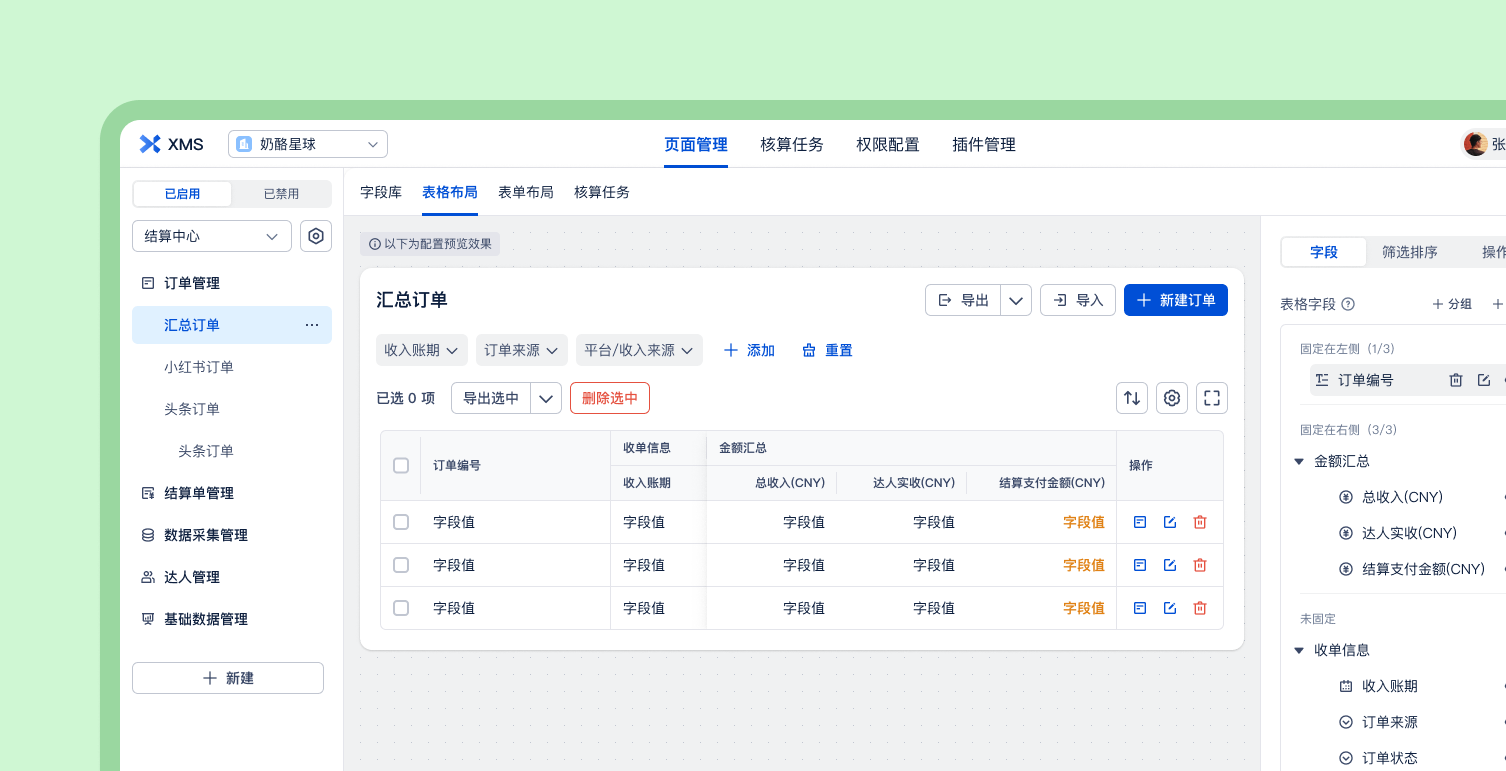 XMS
奶酪星球
页面管理 核算任务 权限配置 插件管理
张
已启用 已禁用
结算中心
订单管理
汇总订单
小红书订单
头条订单
头条订单
结算单管理
数据采集管理
达人管理
基础数据管理
新建
字段库 表格布局 表单布局 核算任务
以下为配置预览效果
汇总订单
导出 导入 新建订单
收入账期 订单来源 平台/收入来源 添加 重置
已选 0 项 导出选中 删除选中
订单编号 收单信息 金额汇总 操作
收入账期 总收入(CNY) 达人实收(CNY) 结算支付金额(CNY)
字段值 字段值 字段值 字段值 字段值
字段值 字段值 字段值 字段值 字段值
字段值 字段值 字段值 字段值 字段值
字段 筛选排序 操作
表格字段 分组
固定在左侧（1/3）
订单编号
固定在右侧（3/3）
金额汇总
总收入(CNY)
达人实收(CNY)
结算支付金额(CNY)
未固定
收单信息
收入账期
订单来源
订单状态